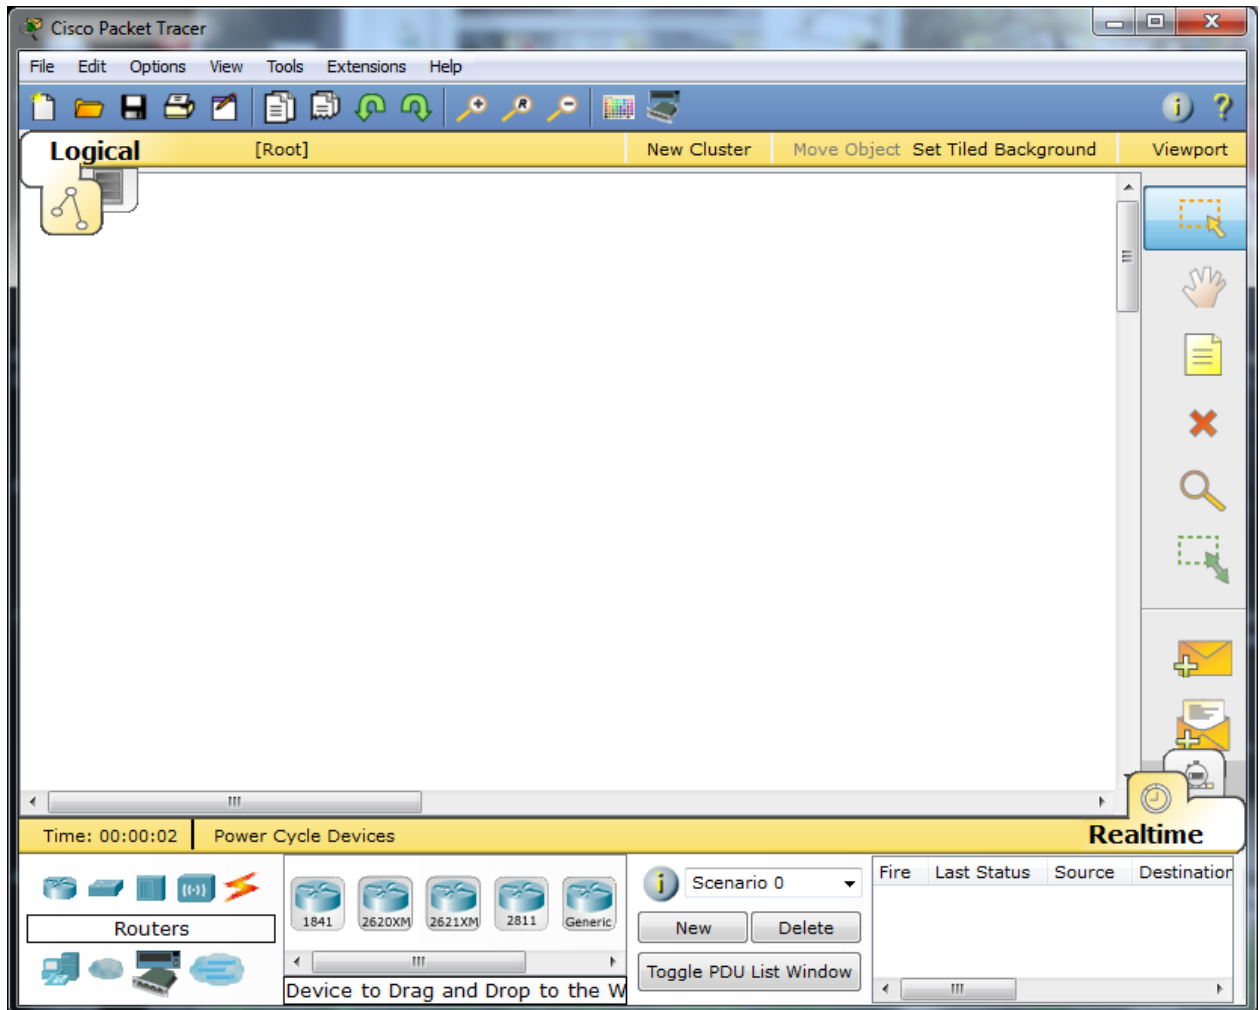 Cisco Packet Tracer
File Edit Options View Tools Extensions Help
Logical [Root] New Cluster Move Object Set Tiled Background Viewport
Time: 00:00:02 Power Cycle Devices Realtime
Fire Last Status Source Destination
Scenario 0
1841 2620XM 2621XM 2811 Generic
Routers
New Delete
Toggle PDU List Window
Device to Drag and Drop to the W